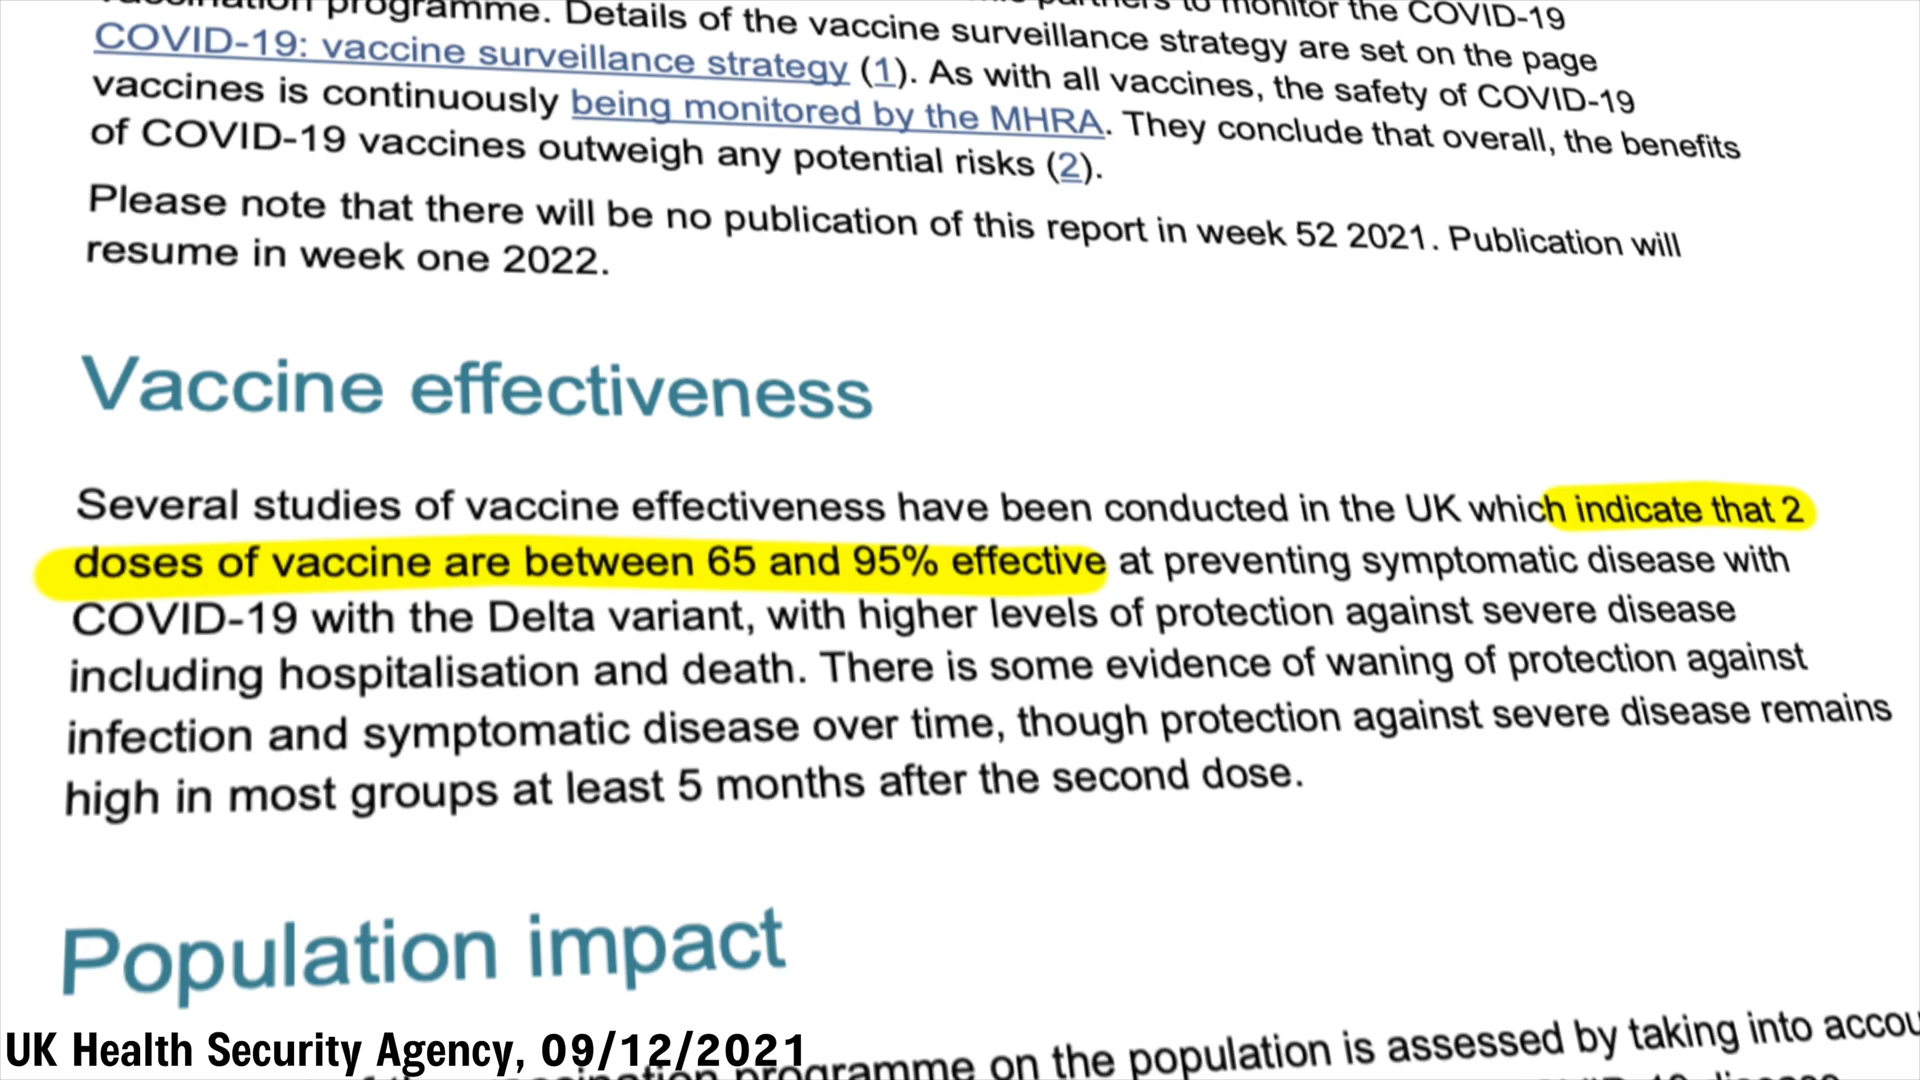 programme. Details of the vaccine surveillance strategy are set on the page
to monitor the COVID-19
COVID-19: vaccine surveillance strategy (1). As with all vaccines, the safety of COVID-19
vaccines is continuously being monitored by the MHRA. They conclude that overall, the benefits
of COVID-19 vaccines outweigh any potential risks (2).
Please note that there will be no publication of this report in week 52 2021. Publication will
resume in week one 2022.
Vaccine effectiveness
Several studies of vaccine effectiveness have been conducted in the UK which indicate that 2
doses of vaccine are between 65 and 95% effective at preventing symptomatic disease with
COVID-19 with the Delta variant, with higher levels of protection against severe disease
including hospitalisation and death. There is some evidence of waning of protection against
infection and symptomatic disease over time, though protection against severe disease remains
high in most groups at least 5 months after the second dose.
Population impact
programme on the population is assessed by taking into accou
UK Health Security Agency, 09/12/2021